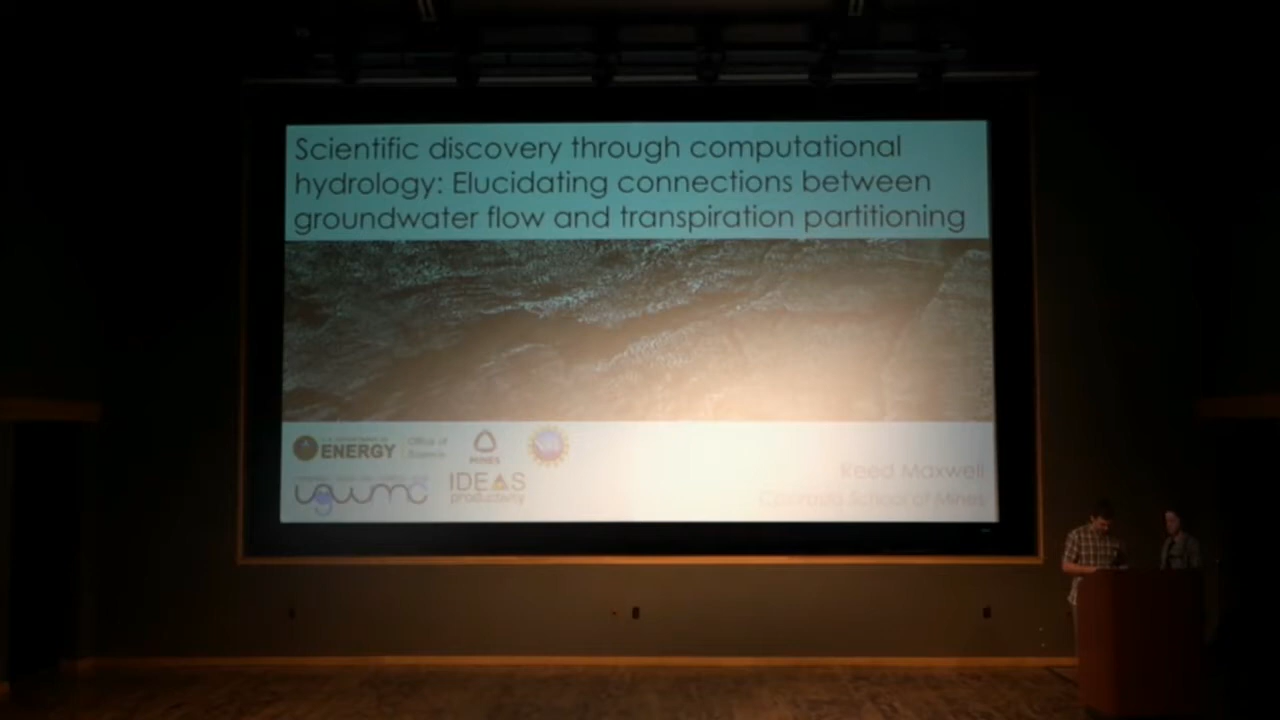 Scientific discovery through computational
hydrology: Elucidating connections between
groundwater flow and transpiration partitioning
ENERGY
Office of
Science
MINES
IDEAS
productivity
Reed Maxwell
Colorado School of Mines